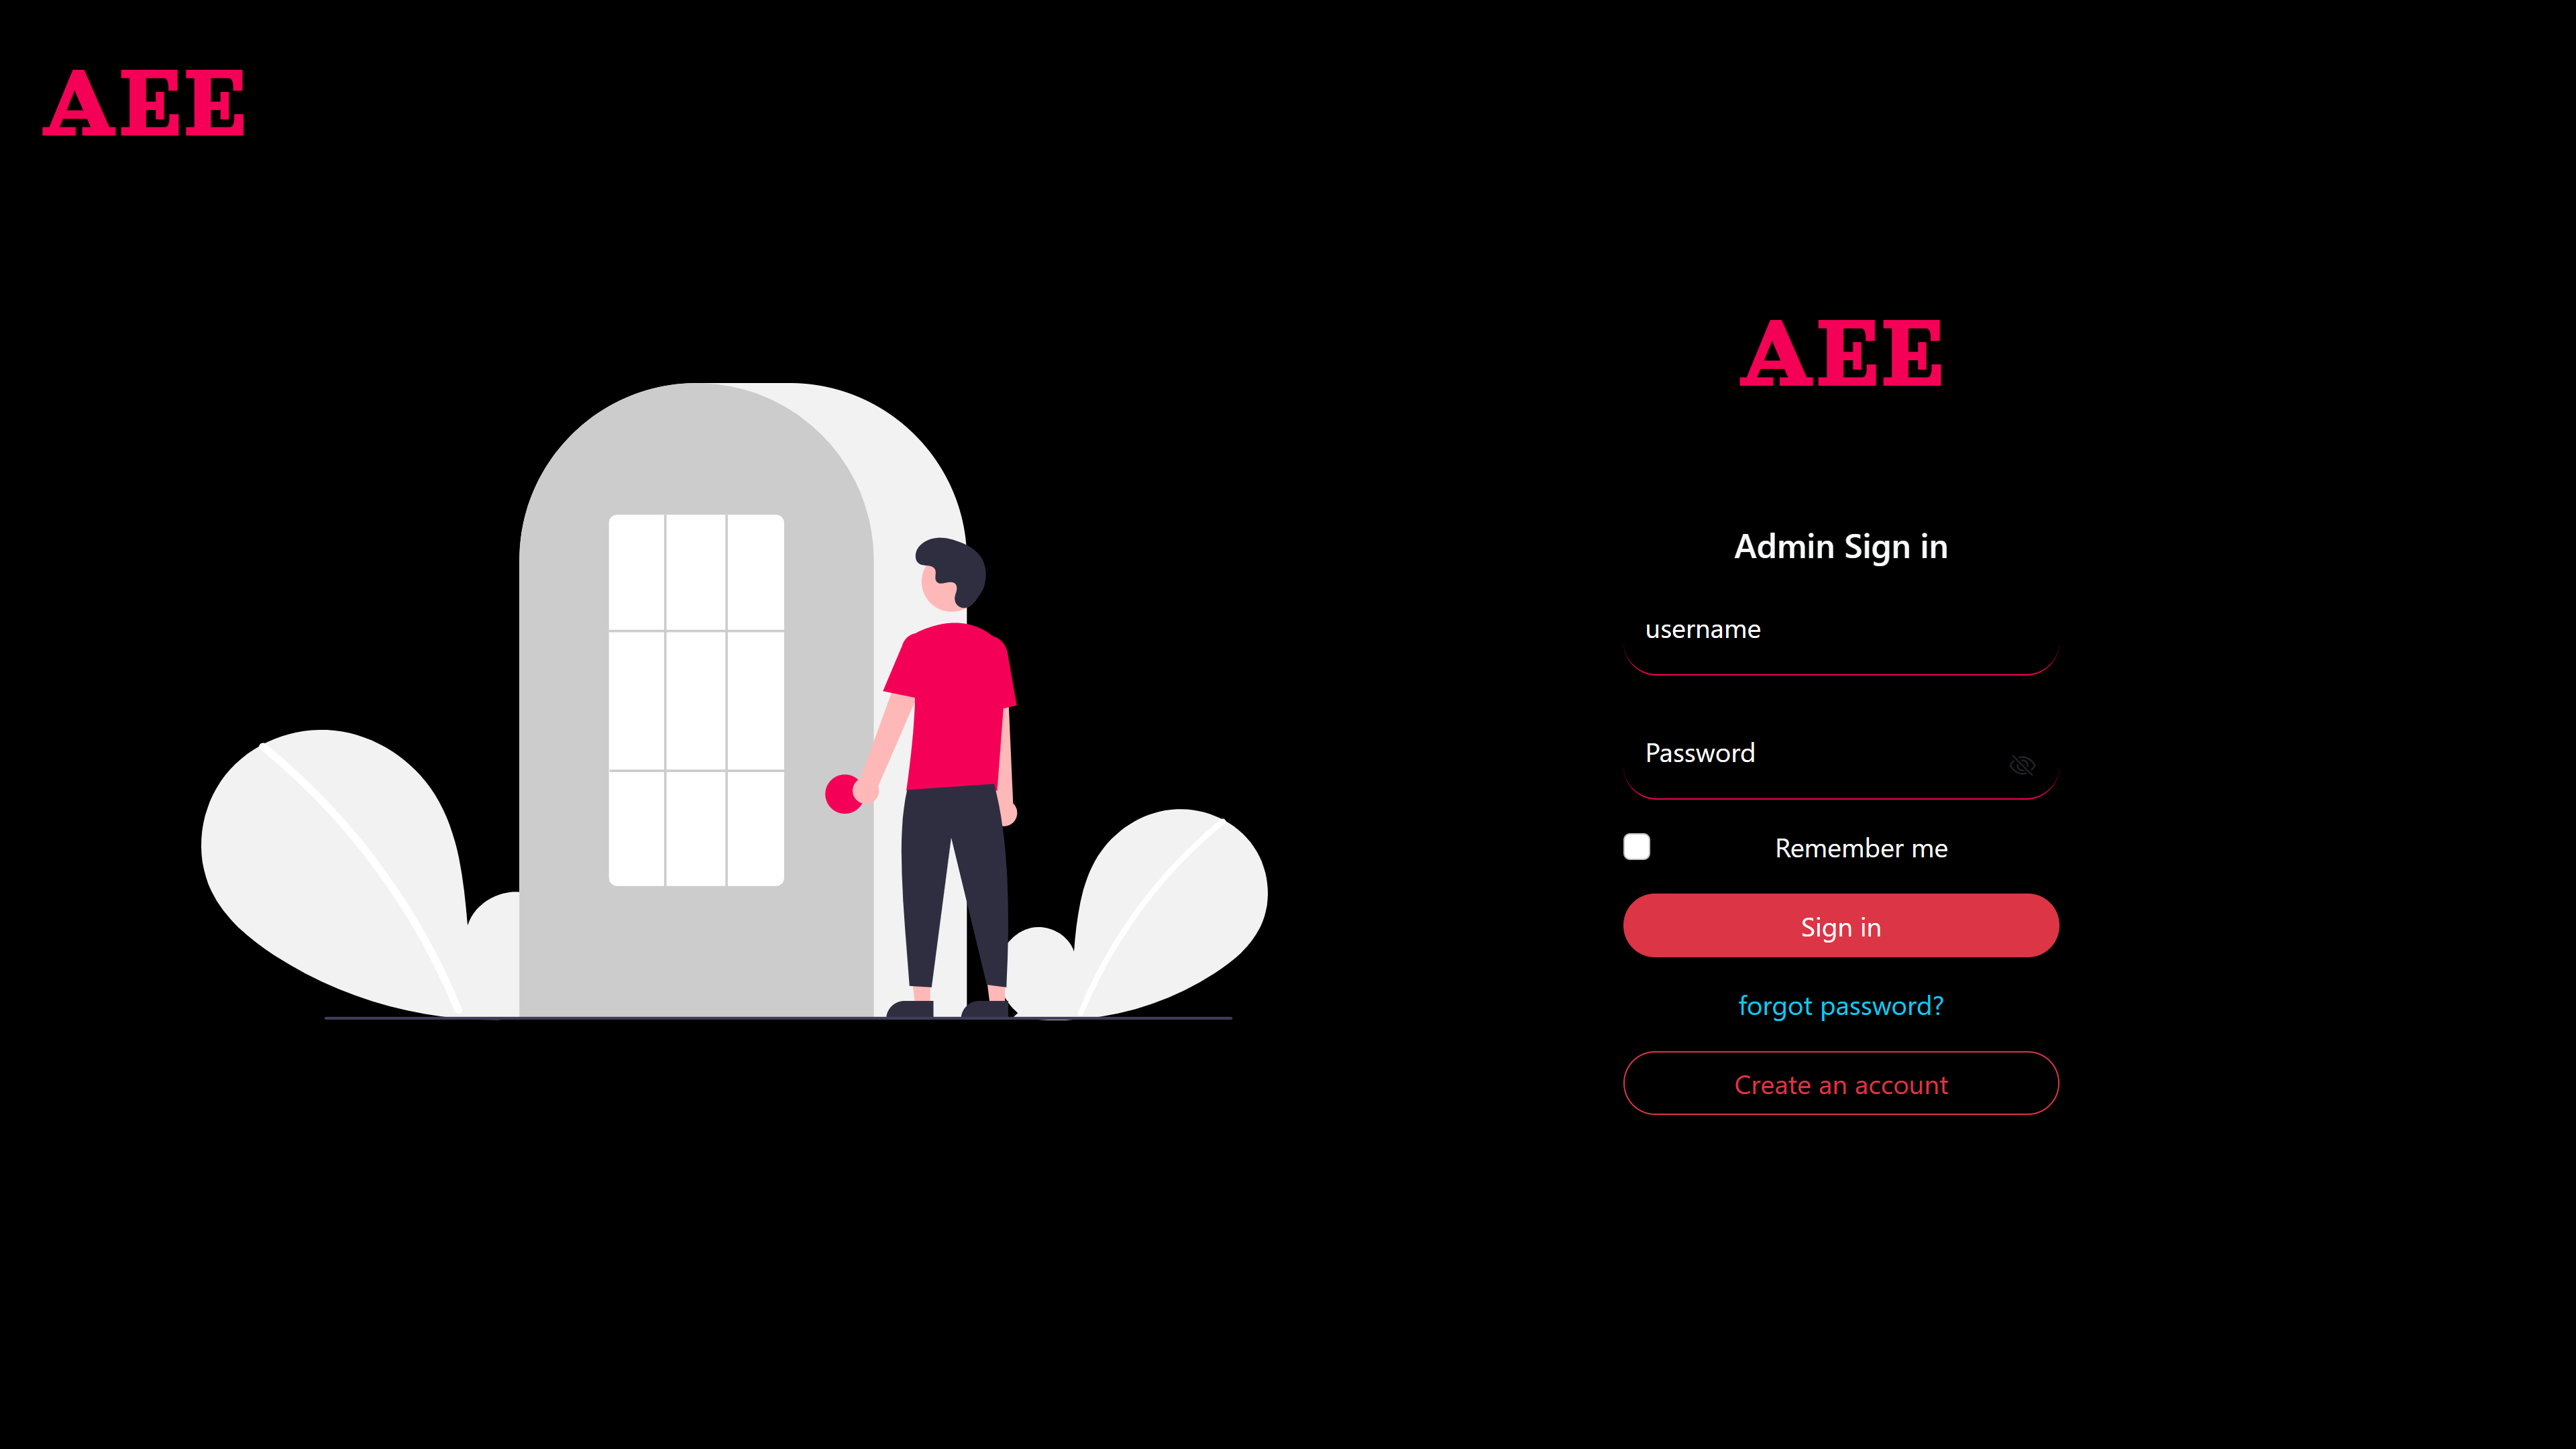 AEE
AEE
Admin Sign in
username
Password
Remember me
Sign in
forgot password?
Create an account